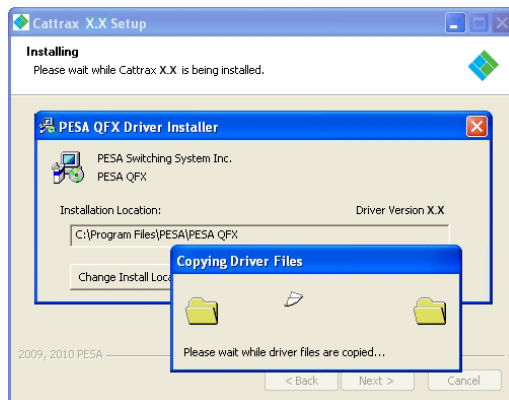 Cattrax X.X Setup
Installing
Please wait while Cattrax X.X is being installed.
PESA QFX Driver Installer
PESA Switching System Inc.
PESA QFX
Installation Location:
Driver Version X.X
C:\Program Files\PESA\PESA QFX
Change Install Loca
Copying Driver Files
Please wait while driver files are copied...
2009, 2010 PESA
< Back
Next >
Cancel